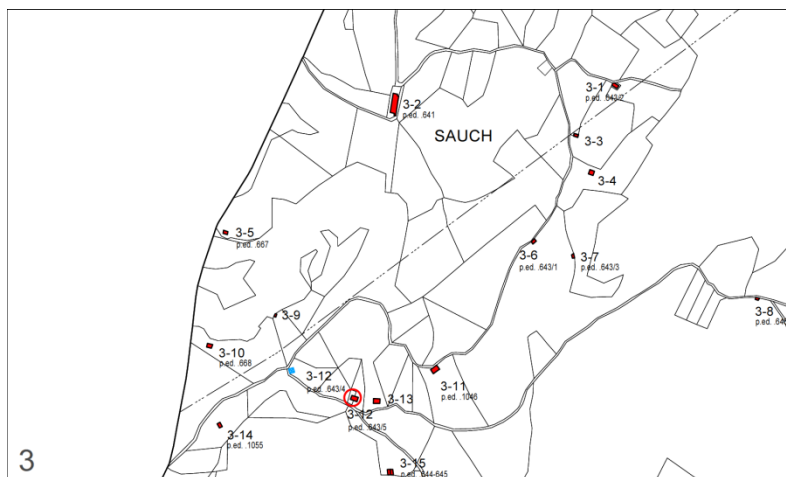 3-1
p.ed. .643/2
3-2
p.ed. .641
SAUCH
3-3
3-4
3-5
p.ed. .667
3-6
p.ed. .643/1
3-7
p.ed. .643/3
3-8
3-9
3-10
p.ed. .668
3-12
p.ed. .643/4
3-11
p.ed. .1046
3-13
3-12
p.ed. .643/5
3-14
p.ed. .1055
3-15
p.ed. .644-645
3